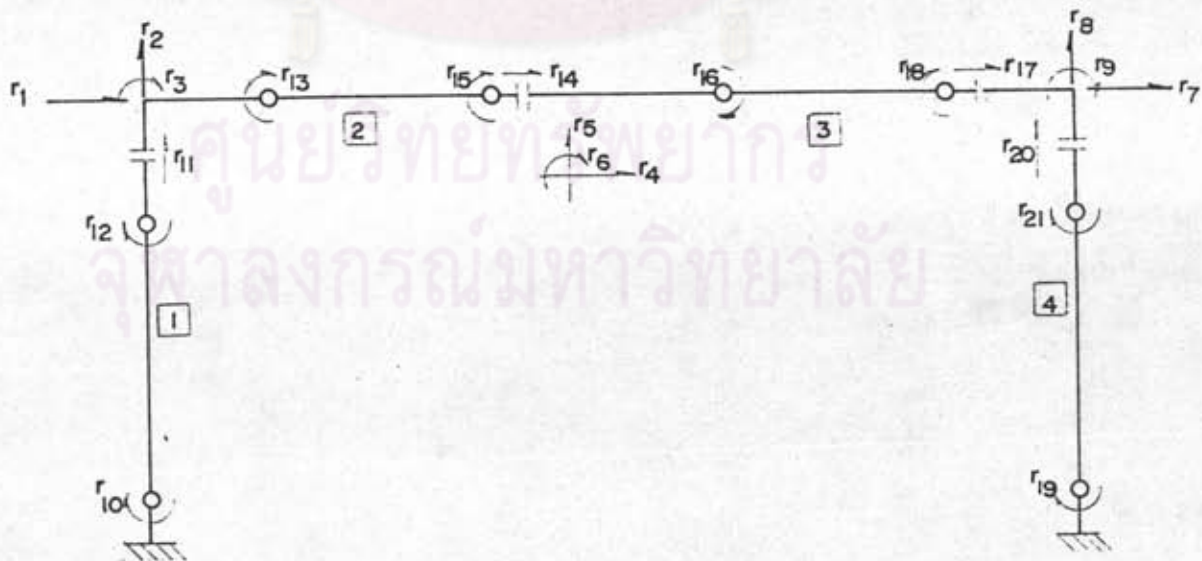 r2
r8
r1
r3
r13
r15
r14
r16
r18
r17
r9
r7
2
3
r5
r6
r4
r11
r20
r12
r21
ศูนย์วิทยทรัพยากร
จุฬาลงกรณ์มหาวิทยาลัย
1
4
r10
r19